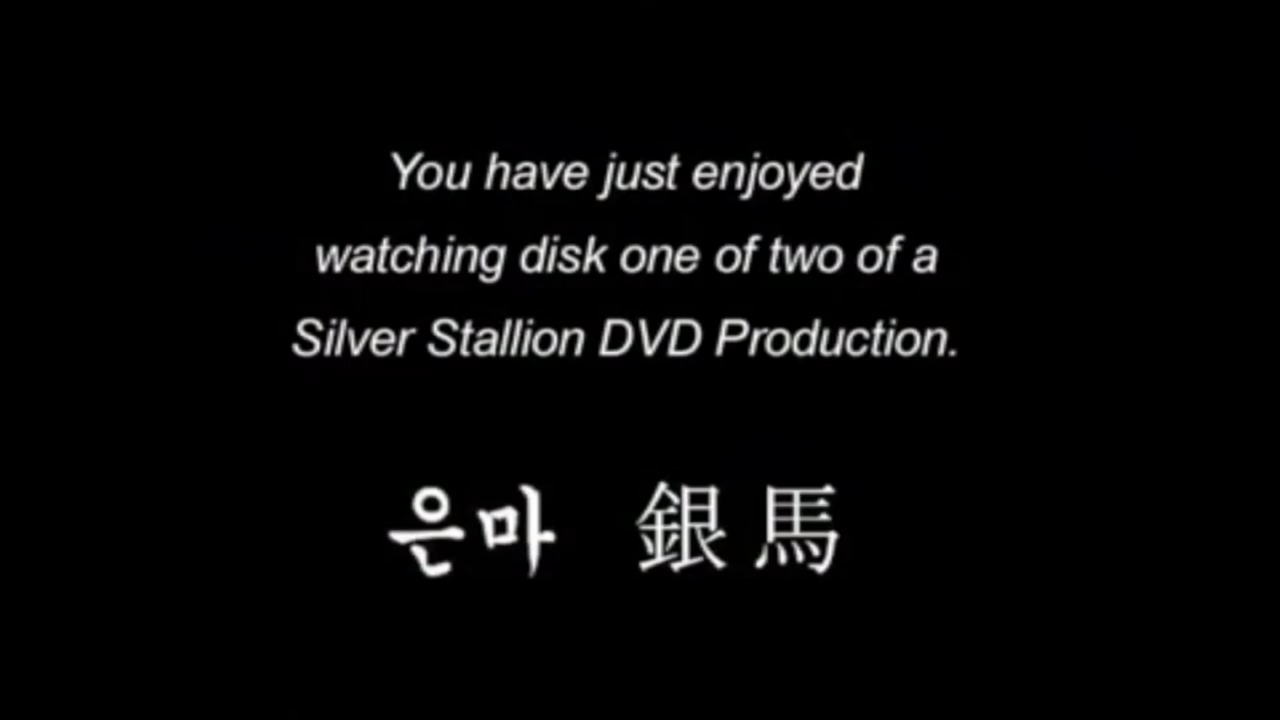 You have just enjoyed
watching disk one of two of a
Silver Stallion DVD Production.
은마 銀馬